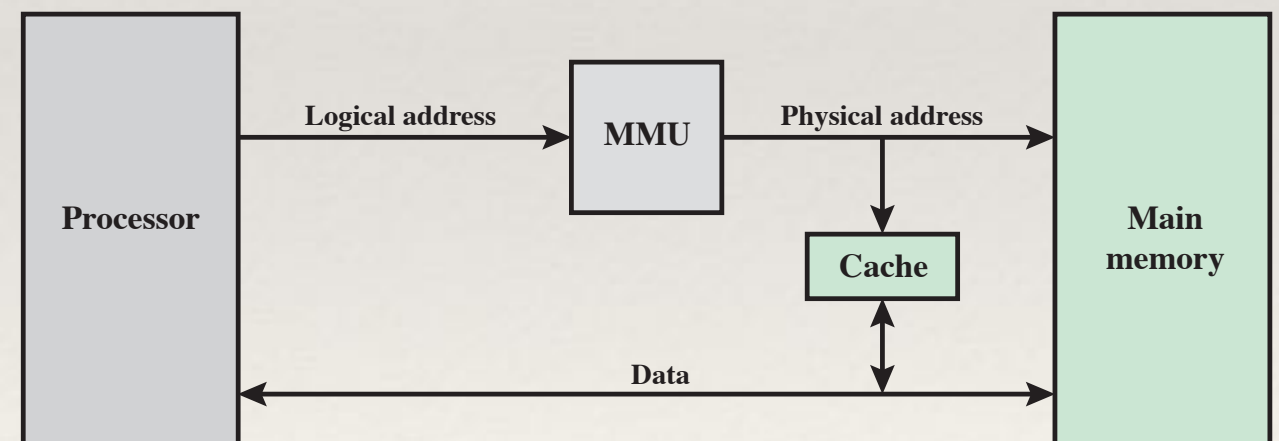 Logical address
MMU
Physical address
Processor
Main
memory
Cache
Data